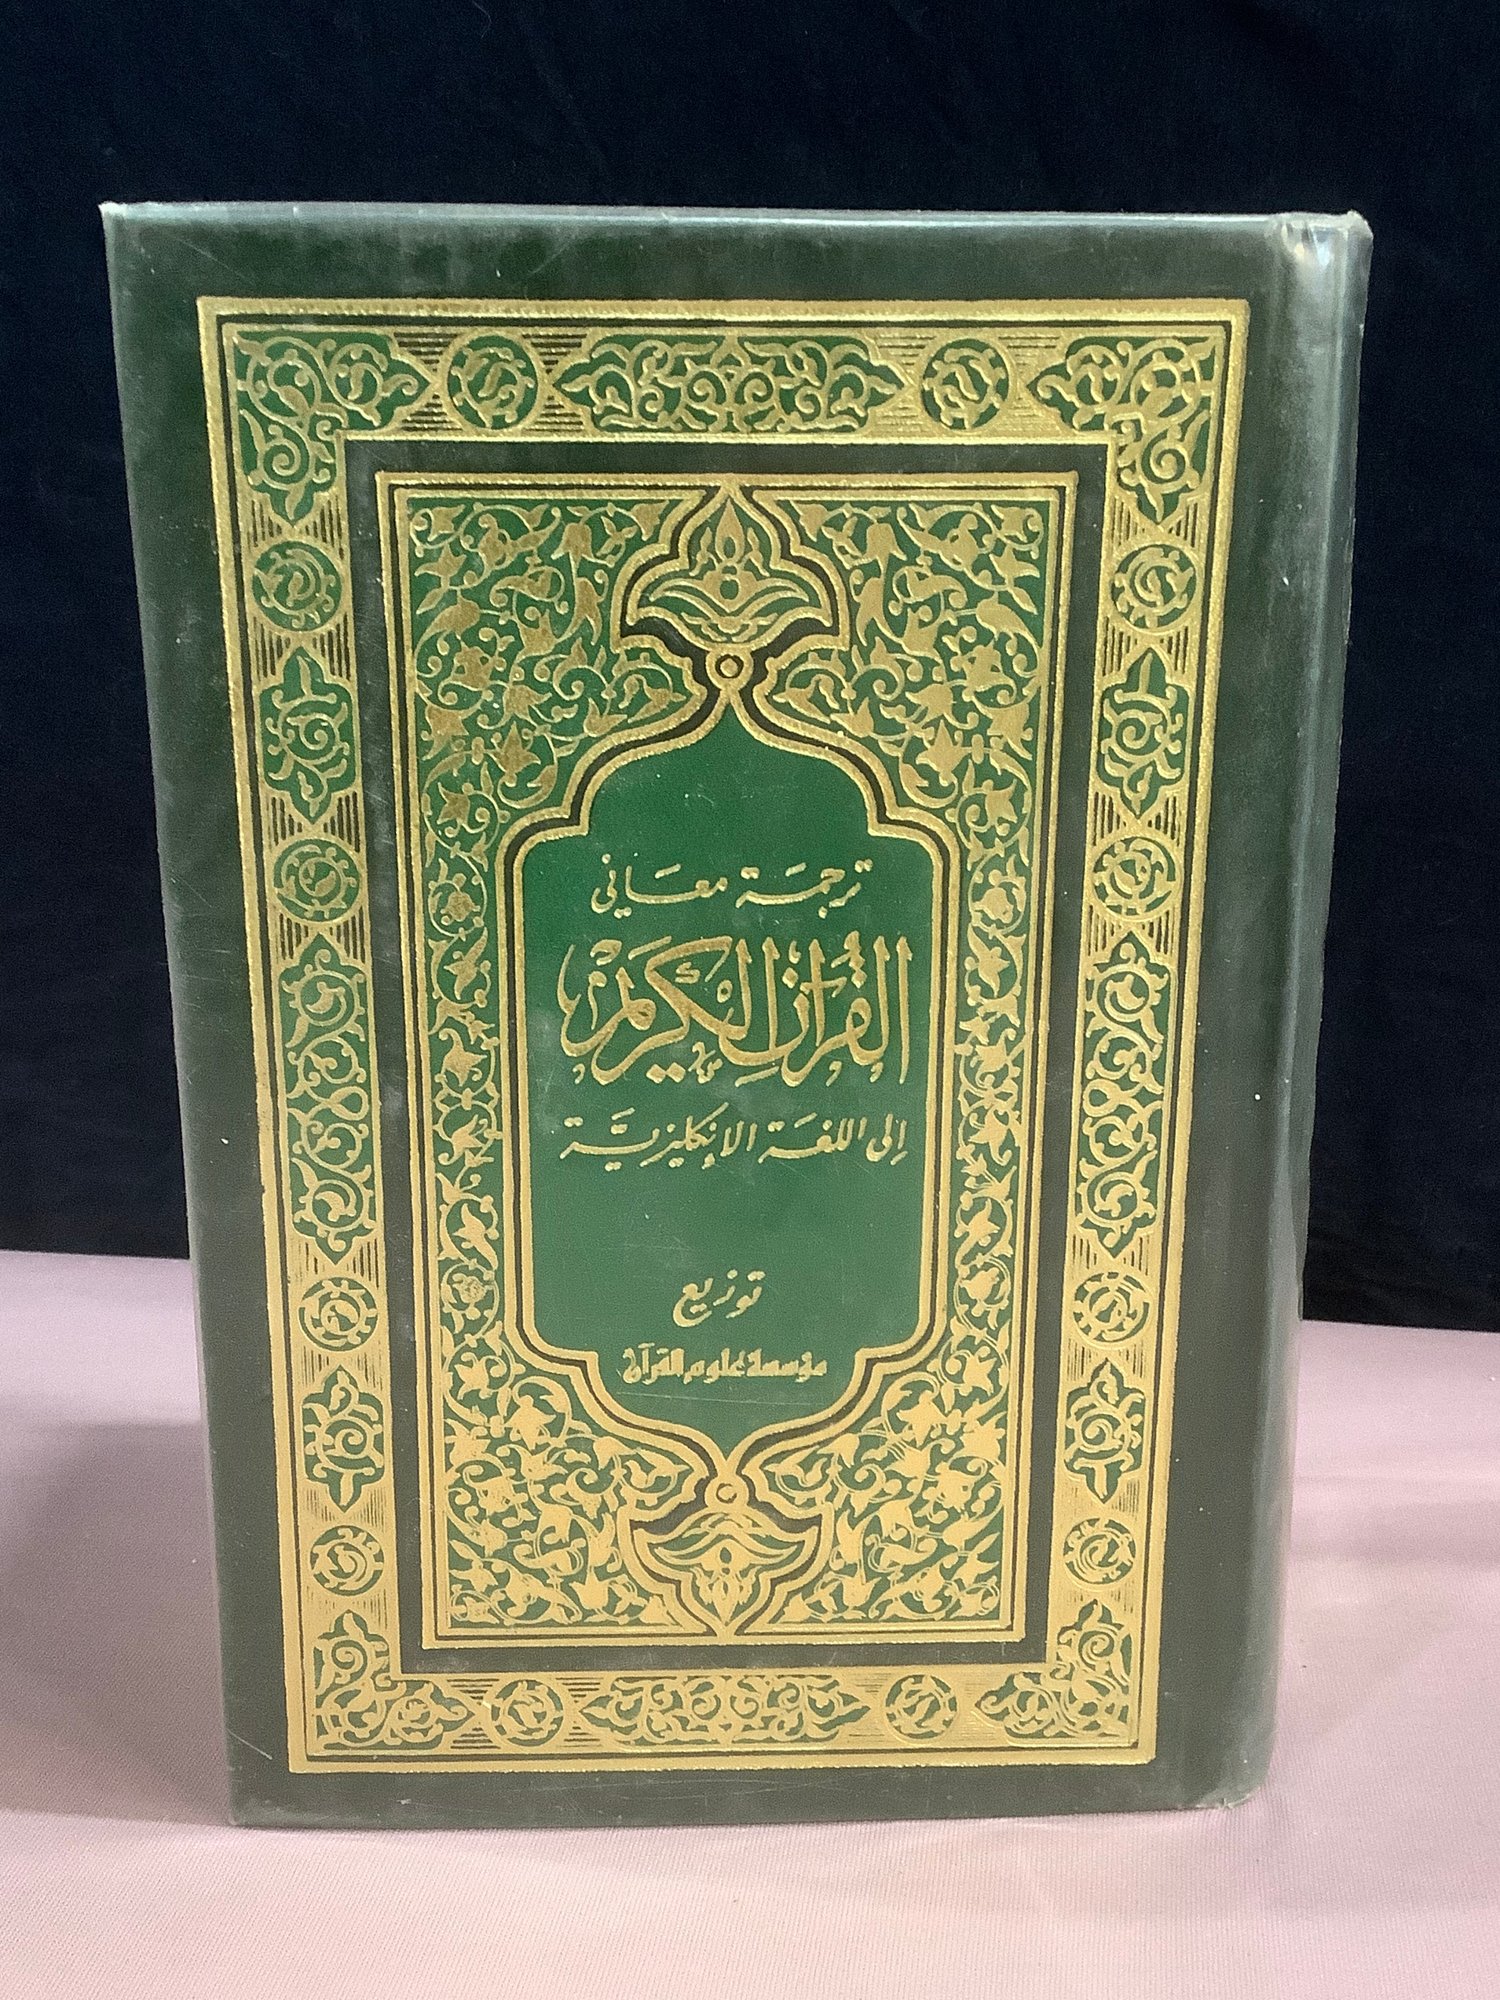 ترجمة معاني
القرآن الكريم
إلى اللغة الإنكليزية
توزيع
مؤسسة علوم القرآن